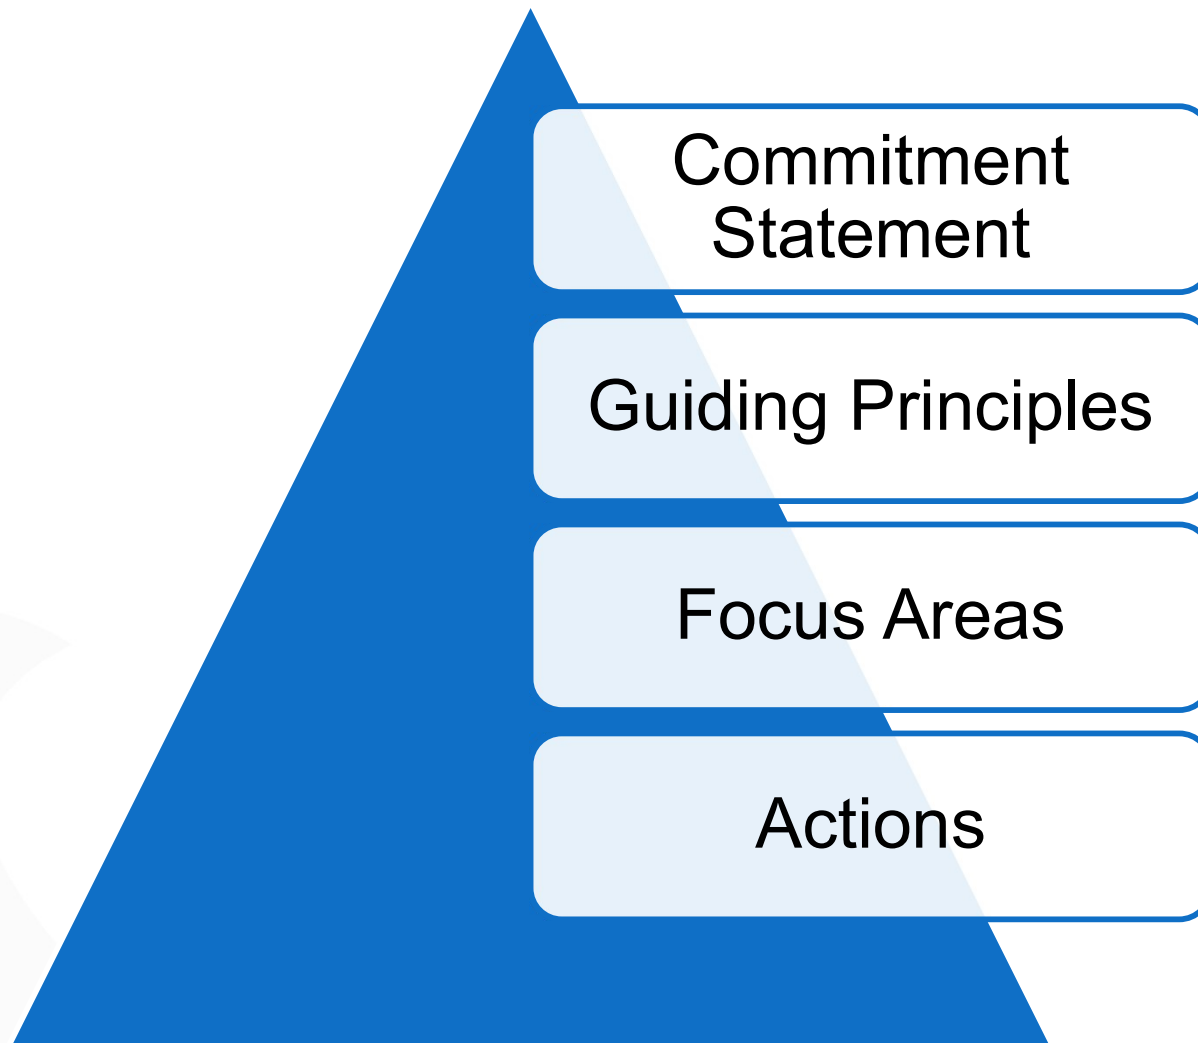 Commitment
Statement
Guiding Principles
Focus Areas
Actions